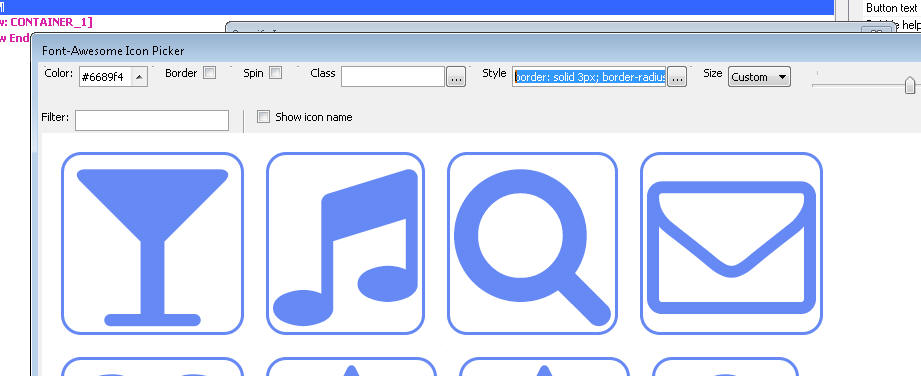 Button text
w: CONTAINER_1]
w End
help
Font-Awesome Icon Picker
Color: #6689f4 Border Spin Class ... Style border: solid 3px; border-radius ... Size Custom
Filter: Show icon name